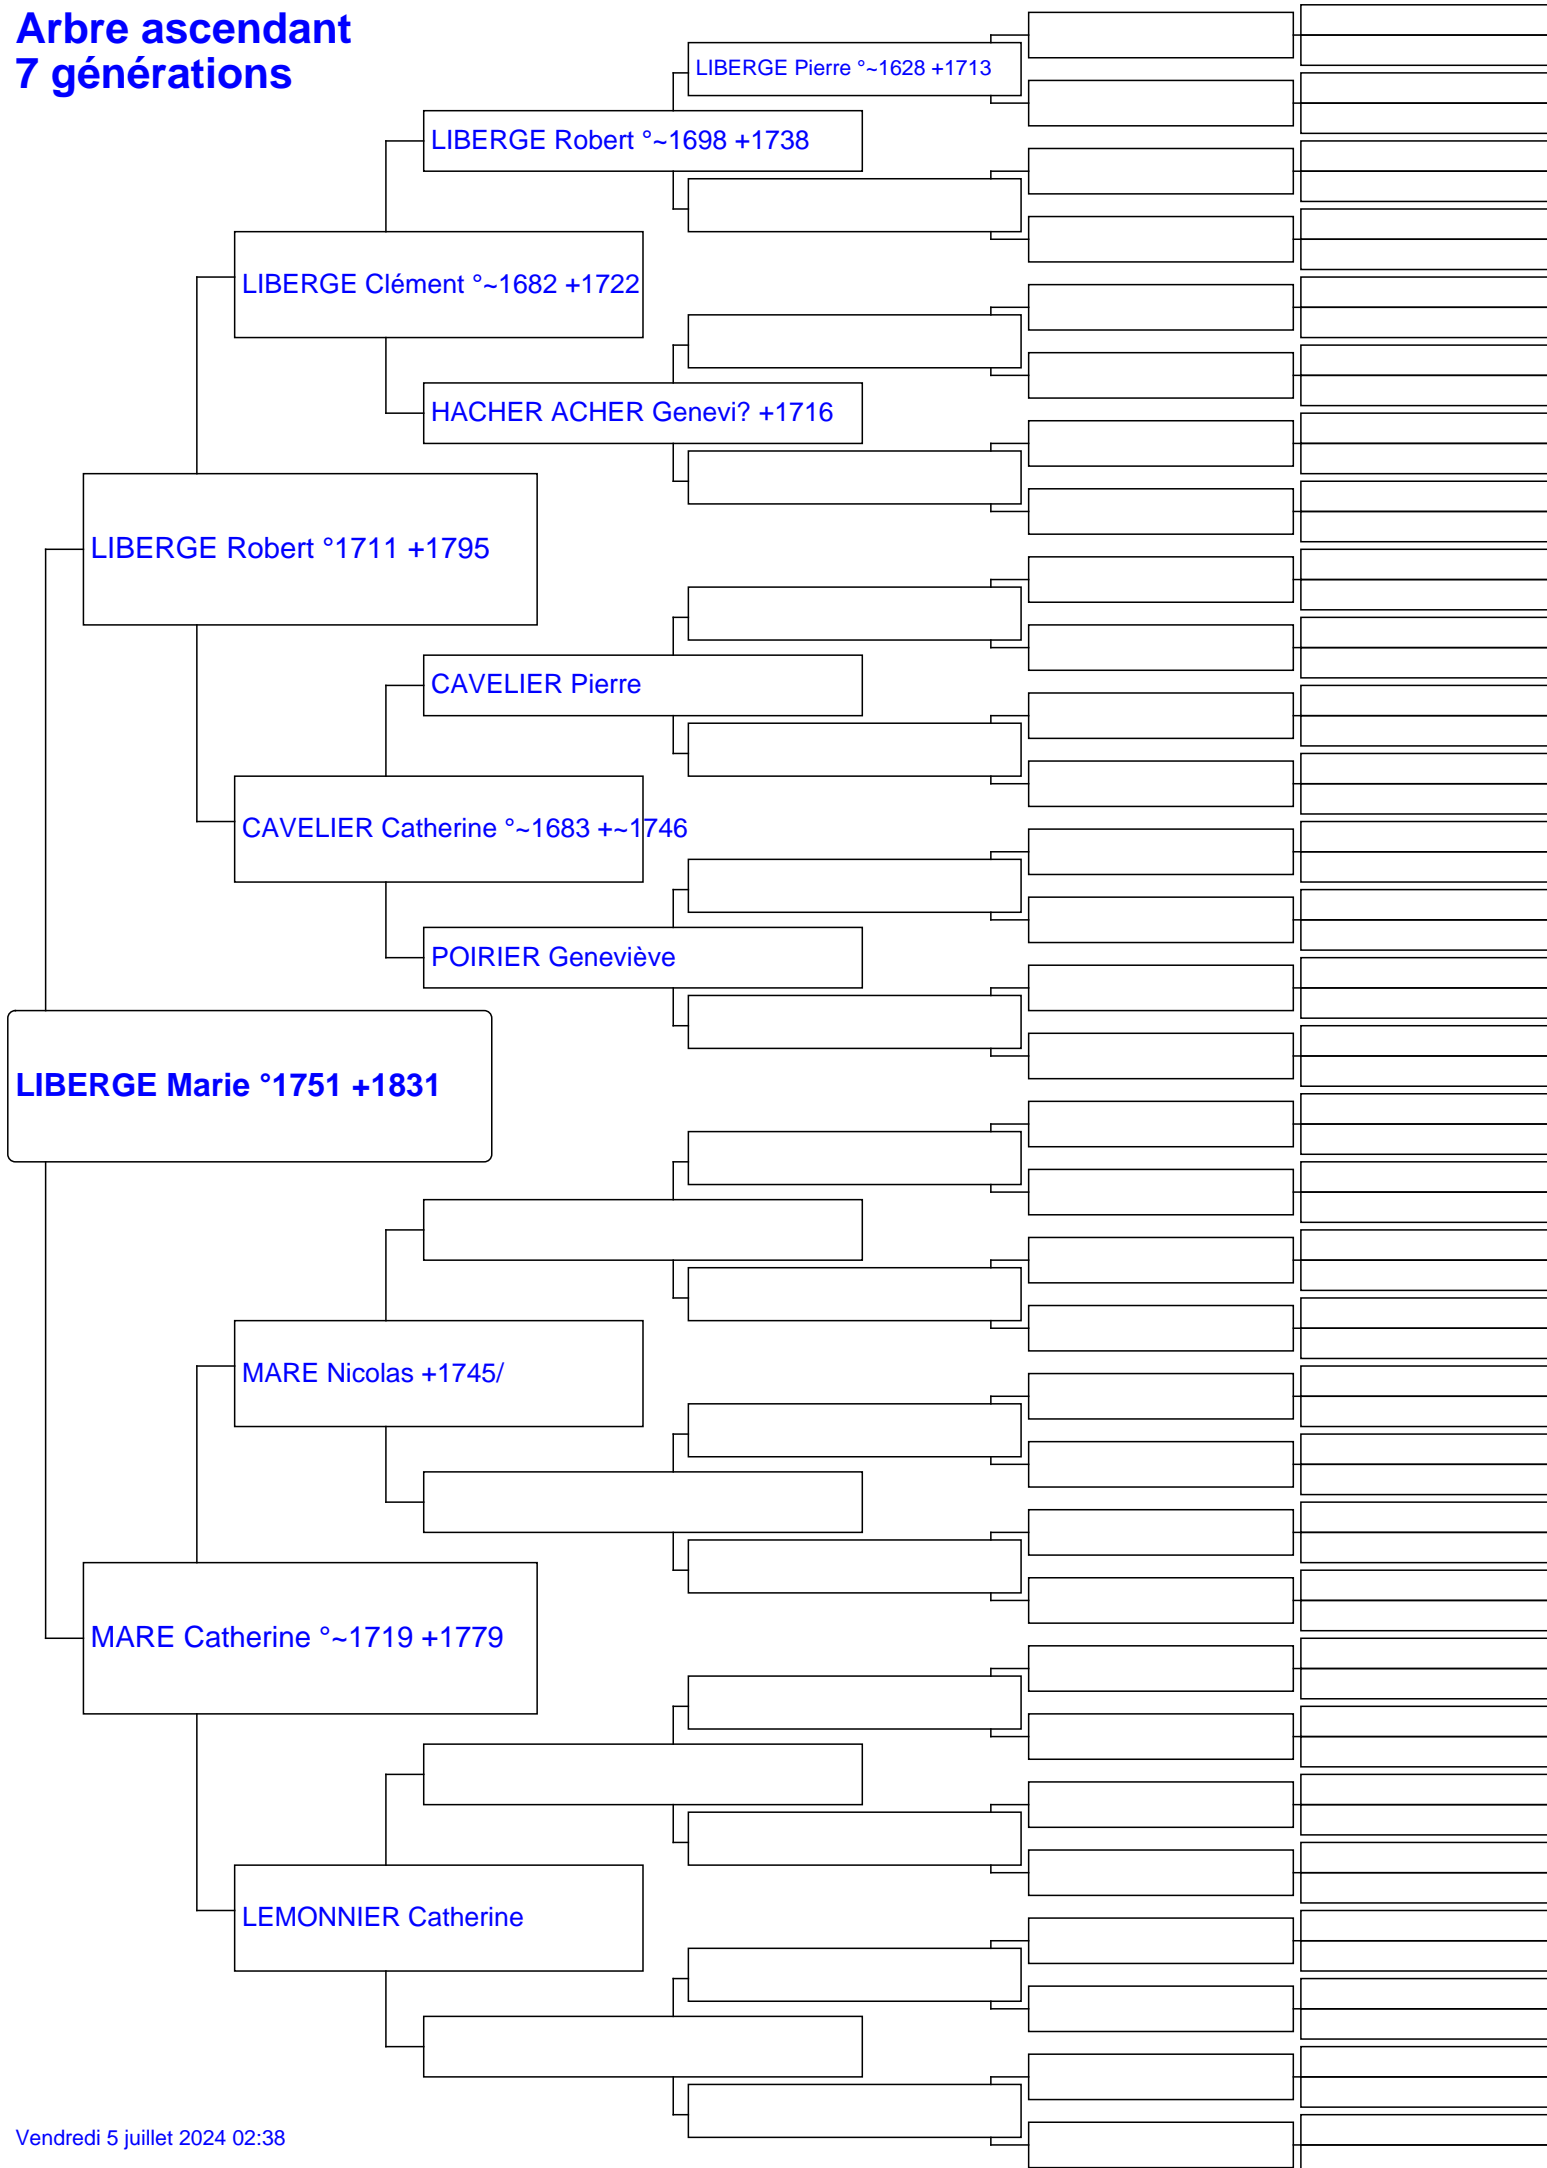 Arbre ascendant
7 générations
LIBERGE Pierre °~1628 +1713
LIBERGE Robert °~1698 +1738
LIBERGE Clément °~1682 +1722
HACHER ACHER Genevi? +1716
LIBERGE Robert °1711 +1795
CAVELIER Pierre
CAVELIER Catherine °~1683 +~1746
POIRIER Geneviève
LIBERGE Marie °1751 +1831
MARE Nicolas +1745/
MARE Catherine °~1719 +1779
LEMONNIER Catherine
Vendredi 5 juillet 2024 02:38